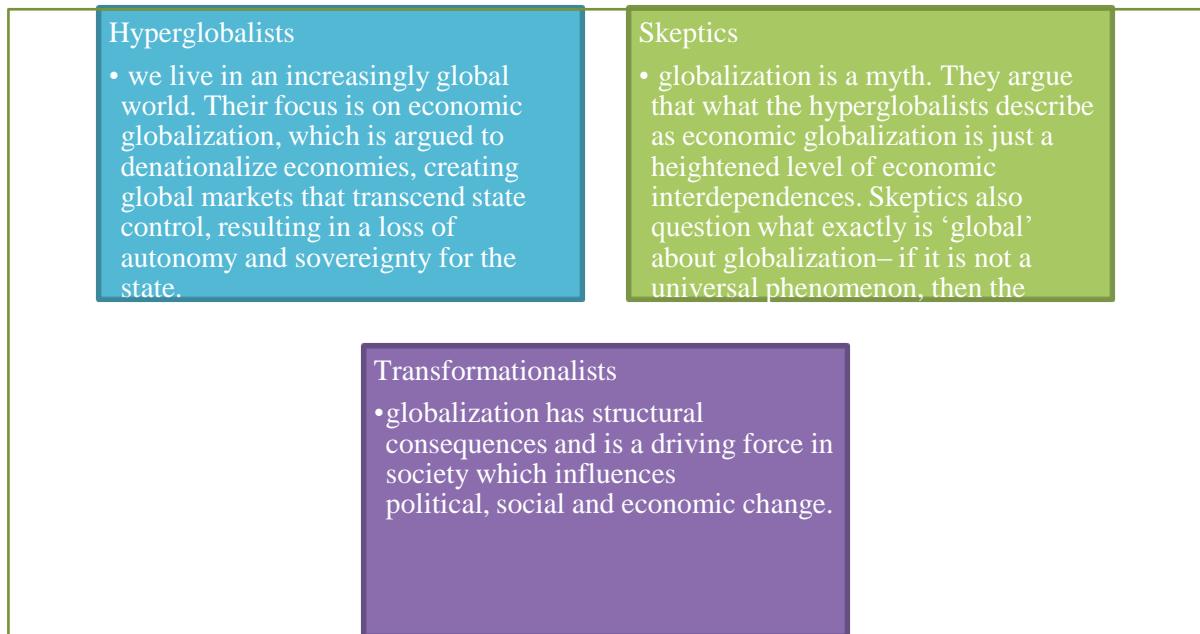 Hyperglobalists
• we live in an increasingly global
world. Their focus is on economic
globalization, which is argued to
denationalize economies, creating
global markets that transcend state
control, resulting in a loss of
autonomy and sovereignty for the
state.
Skeptics
• globalization is a myth. They argue
that what the hyperglobalists describe
as economic globalization is just a
heightened level of economic
interdependences. Skeptics also
question what exactly is ‘global’
about globalization– if it is not a
universal phenomenon, then the
Transformationalists
•globalization has structural
consequences and is a driving force in
society which influences
political, social and economic change.